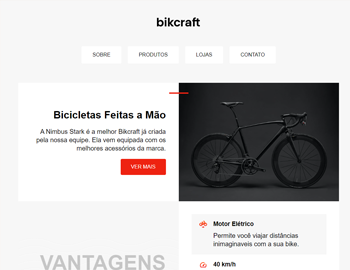 bikcraft
SOBRE
PRODUTOS
LOJAS
CONTATO
Bicicletas Feitas a Mão
A Nimbus Stark é a melhor Bikcraft já criada
pela nossa equipe. Ela vem equipada com os
melhores acessórios da marca.
VER MAIS
Motor Elétrico
Permite você viajar distâncias
inimaginaveis com a sua bike.
VANTAGENS
40 km/h